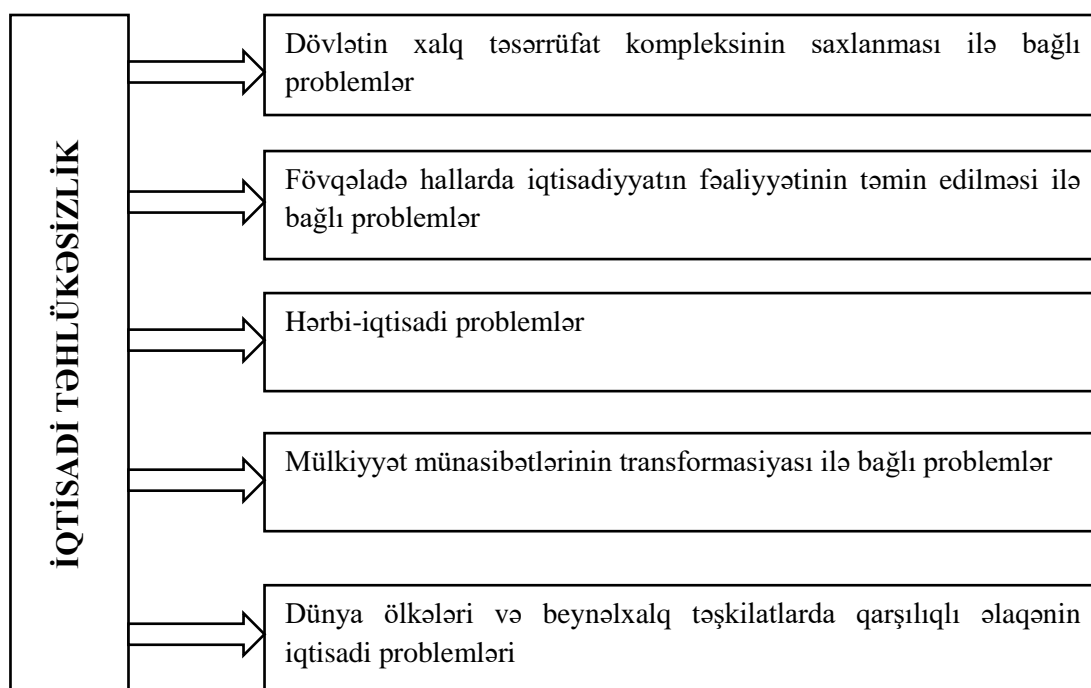 İQTİSADİ TƏHLÜKƏSİZLİK
Dövlətin xalq təsərrüfat kompleksinin saxlanması ilə bağlı
problemlər
Fövqəladə hallarda iqtisadiyyatın fəaliyyətinin təmin edilməsi ilə
bağlı problemlər
Hərbi-iqtisadi problemlər
Mülkiyyət münasibətlərinin transformasiyası ilə bağlı problemlər
Dünya ölkələri və beynəlxalq təşkilatlarda qarşılıqlı əlaqənin
iqtisadi problemləri